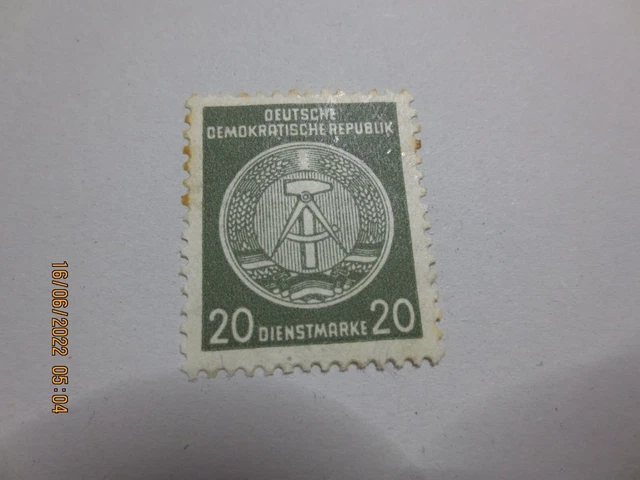 DEUTSCHE
DEMOKRATISCHE REPUBLIK
20 DIENSTMARKE 20
16/06/2022 05:04